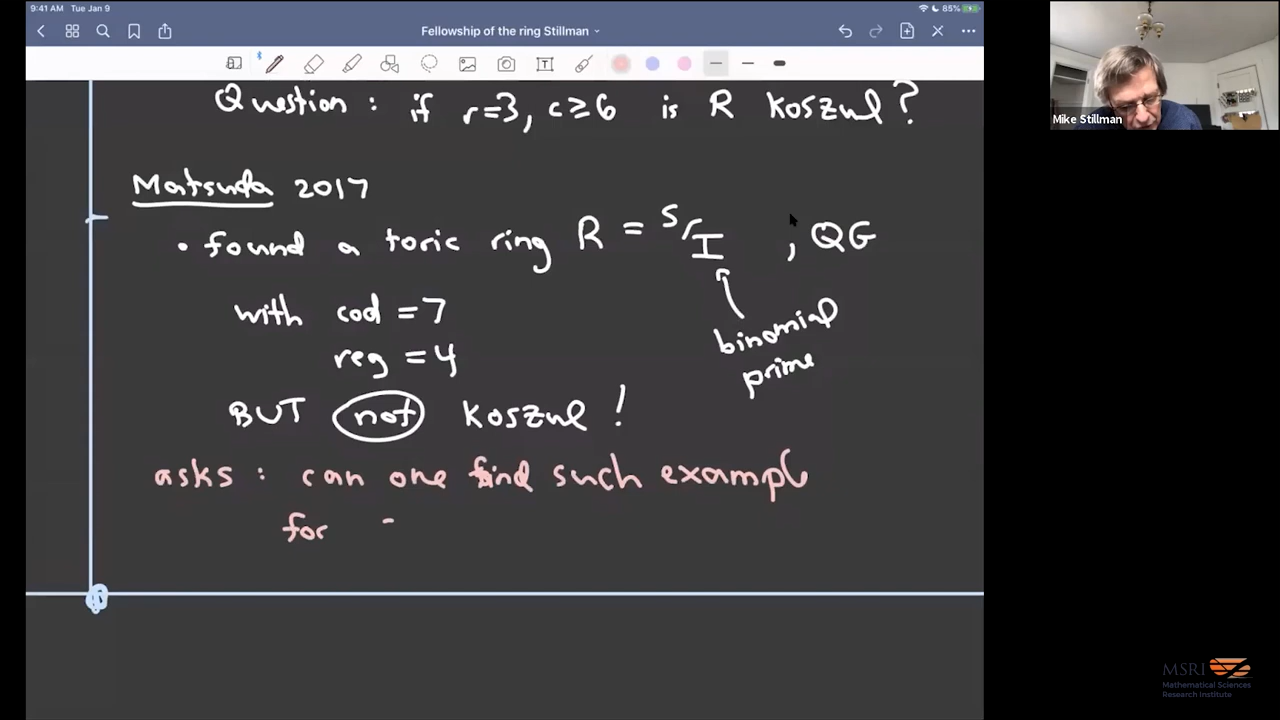 9:41 AM Tue Jan 9
85%
Fellowship of the ring Stillman
Question : if r=3, c≥6 is R Koszul ?
Matsuda 2017
• found a toric ring R = S/I , QG
with cod = 7
reg = 4
binomial
prime
BUT not Koszul !
asks : can one find such example
for
Mike Stillman
MSRI
Mathematical Sciences
Research Institute